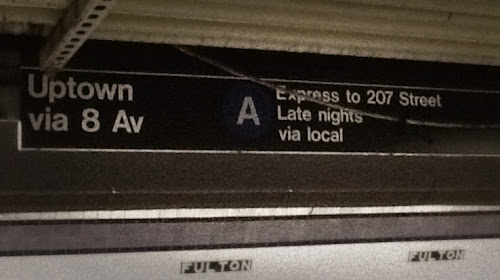 Uptown
via 8 Av
A
Express to 207 Street
Late nights
via local
FULTON
FULTON